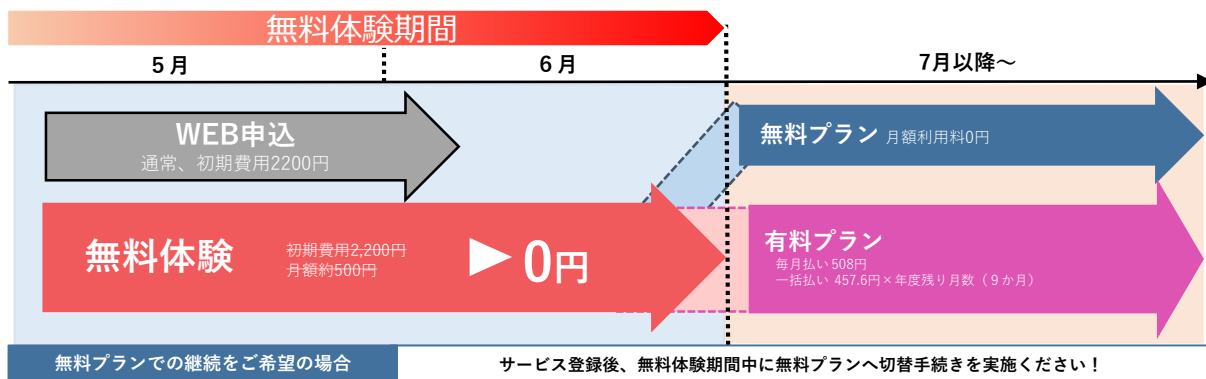 無料体験期間
5月
6月
7月以降～
WEB申込
通常、初期費用2200円
無料プラン 月額利用料0円
無料体験
初期費用2,200円
月額約500円
0円
有料プラン
毎月払い 508円
一括払い 457.6円×年度残り月数（９か月）
無料プランでの継続をご希望の場合
サービス登録後、無料体験期間中に無料プランへ切替手続きを実施ください！